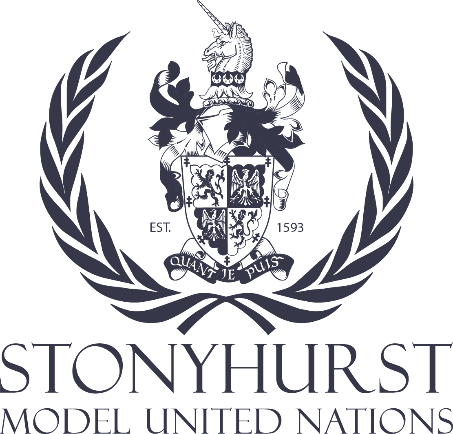 EST. 1593
QUANT JE PUIS
STONYHURST
MODEL UNITED NATIONS